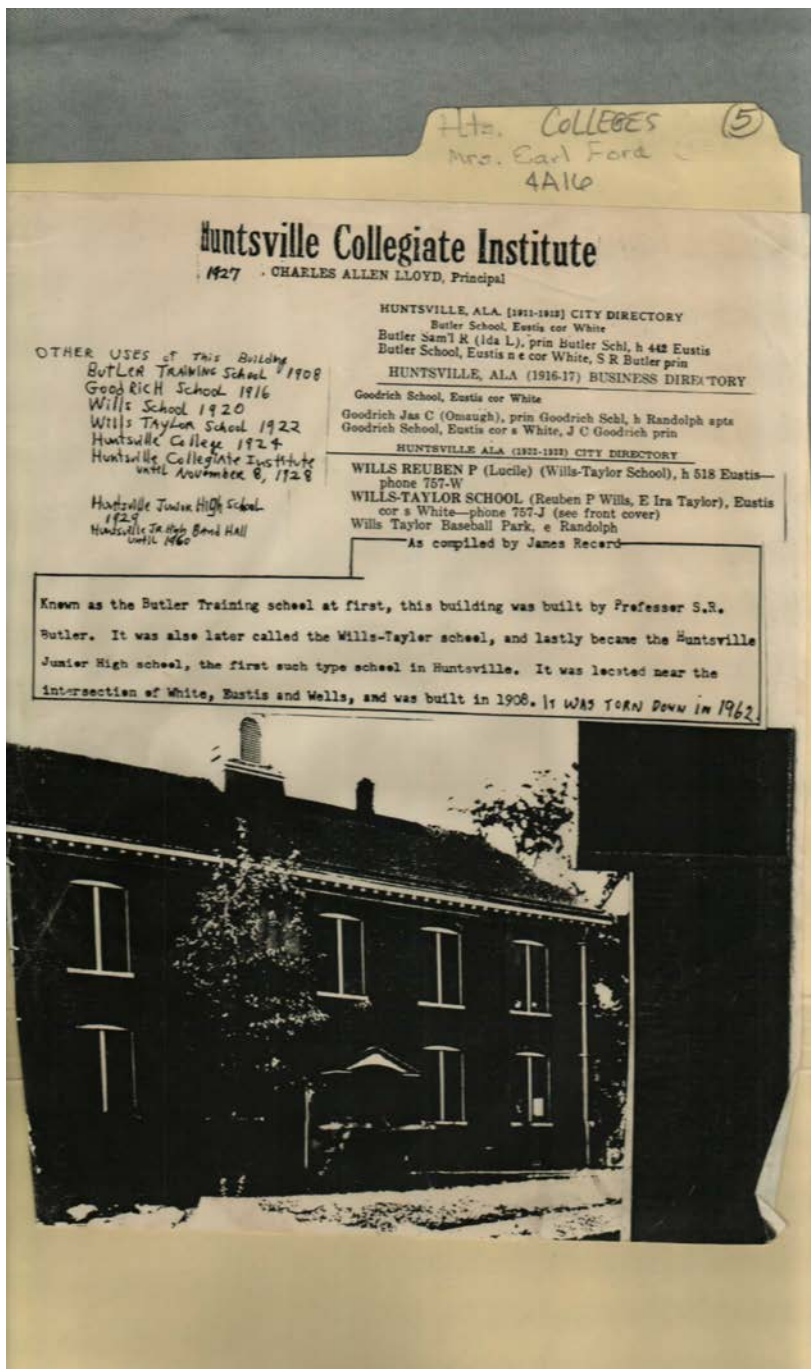 Htz. COLLEGES ⑤
Mrs. Earl Ford
4A16
Huntsville Collegiate Institute
1927 CHARLES ALLEN LLOYD, Principal
HUNTSVILLE, ALA. [1911-1912] CITY DIRECTORY
Butler School, Eustis cor White
Butler Sam'l R (Ida L), prin Butler Schl, h 442 Eustis
Butler School, Eustis n e cor White, S R Butler prin
HUNTSVILLE, ALA (1916-17) BUSINESS DIRECTORY
Goodrich School, Eustis cor White
Goodrich Jas C (Omaugh), prin Goodrich Schl, h Randolph apts
Goodrich School, Eustis cor s White, J C Goodrich prin
HUNTSVILLE ALA CITY DIRECTORY
WILLS REUBEN P (Lucile) (Wills-Taylor School), h 518 Eustis—
phone 757-W
WILLS-TAYLOR SCHOOL (Reuben P Wills, E Ira Taylor), Eustis
cor s White—phone 757-J (see front cover)
Wills Taylor Baseball Park, e Randolph
As compiled by James Record
OTHER USES of This Building
BUTLER TRAINING School 1908
GOODRICH School 1916
Wills School 1920
Wills TAYLOR School 1922
Huntsville College 1924
Huntsville Collegiate Institute
until November 8, 1928
Huntsville Junior High School
1929
Huntsville Jr High Band Hall
until 1960
Known as the Butler Training school at first, this building was built by Professor S.R.
Butler. It was also later called the Wills-Taylor school, and lastly became the Huntsville
Junior High school, the first such type school in Huntsville. It was located near the
intersection of White, Eustis and Wells, and was built in 1908. IT WAS TORN DOWN IN 1962.